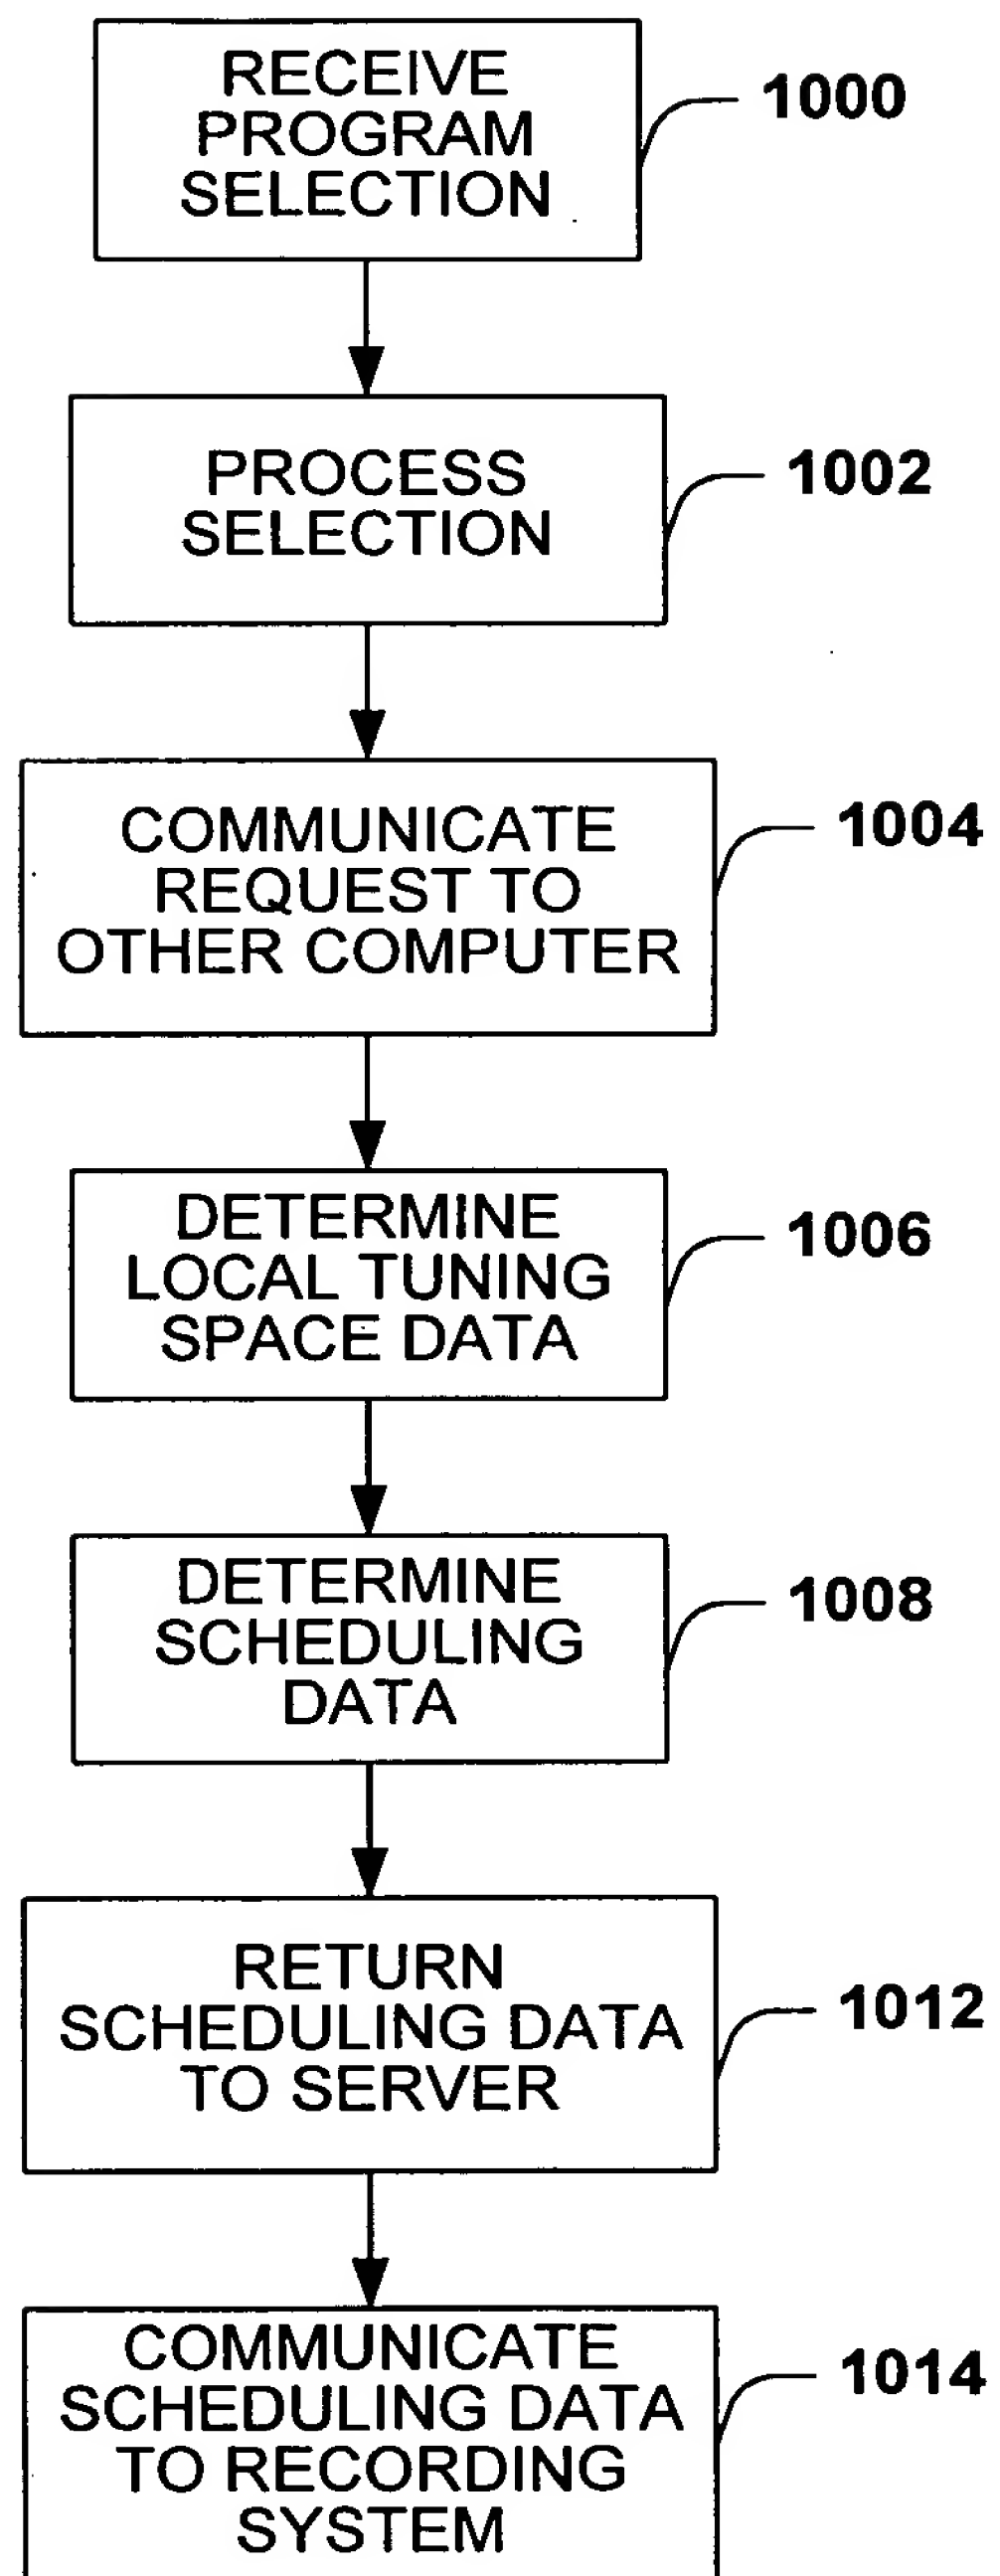 RECEIVE
PROGRAM
SELECTION
1000
PROCESS
SELECTION
1002
COMMUNICATE
REQUEST TO
OTHER COMPUTER
1004
DETERMINE
LOCAL TUNING
SPACE DATA
1006
DETERMINE
SCHEDULING
DATA
1008
RETURN
SCHEDULING DATA
TO SERVER
1012
COMMUNICATE
SCHEDULING DATA
TO RECORDING
SYSTEM
1014